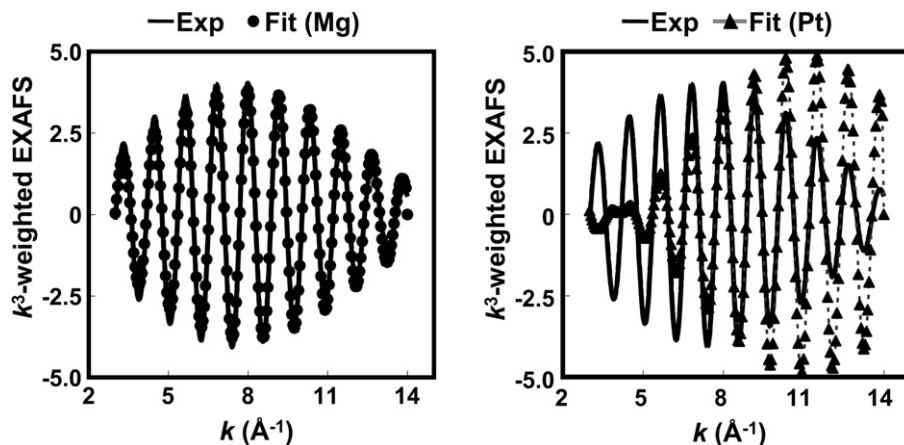 Exp Fit (Mg)
5.0
2.5
0
-2.5
-5.0
k³-weighted EXAFS
2 5 8 11 14
k (Å⁻¹)
Exp Fit (Pt)
5.0
2.5
0
-2.5
-5.0
k³-weighted EXAFS
2 5 8 11 14
k (Å⁻¹)